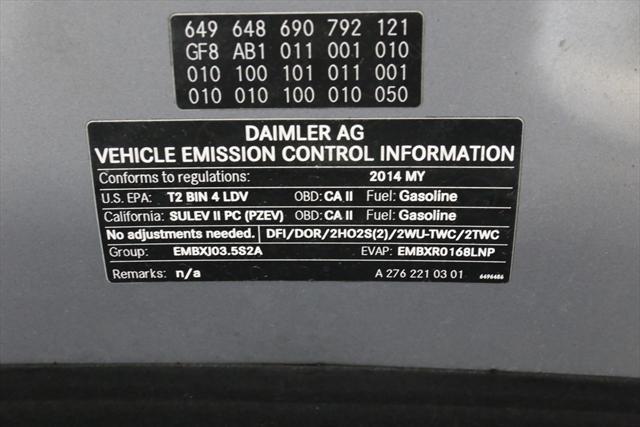 649 648 690 792 121
GF8 AB1 011 001 010
010 100 101 011 001
010 010 100 010 050
DAIMLER AG
VEHICLE EMISSION CONTROL INFORMATION
Conforms to regulations: 2014 MY
U.S. EPA: T2 BIN 4 LDV OBD: CA II Fuel: Gasoline
California: SULEV II PC (PZEV) OBD: CA II Fuel: Gasoline
No adjustments needed. DFI/DOR/2HO2S(2)/2WU-TWC/2TWC
Group: EMBXJ03.5S2A EVAP: EMBXR0168LNP
Remarks: n/a A 276 221 03 01 6496486